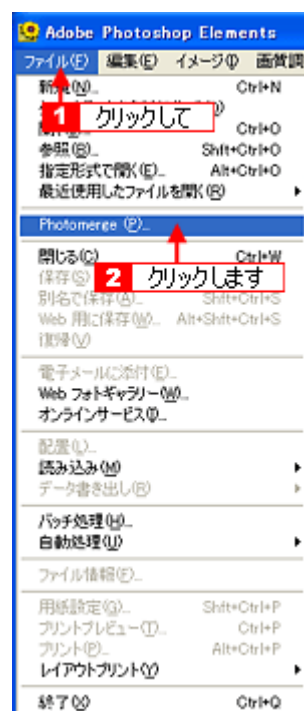 Adobe Photoshop Elements
ファイル(F) 編集(E) イメージ(I) 画質調
新規(N)... Ctrl+N
1 クリックして
Ctrl+O
参照(B)... Shft+Ctrl+O
指定形式で開く(E)... Alt+Ctrl+O
最近使用したファイルを開く(R)
Photomerge (P)...
閉じる(C) Ctrl+W
保存(S)
2 クリックします
別名で保存(A)... Shft+Ctrl+S
Web 用に保存(W)... Alt+Shft+Ctrl+S
復帰(V)
電子メールに添付(E)...
Web フォトギャラリー(W)...
オンラインサービス(I)...
配置(L)...
読み込み(M)
データ書き出し(R)
バッチ処理(H)...
自動処理(U)
ファイル情報(F)...
用紙設定(G)... Shft+Ctrl+P
プリントプレビュー(T)... Ctrl+P
プリント(P)... Alt+Ctrl+P
レイアウトプリント(Y)
終了(X) Ctrl+Q